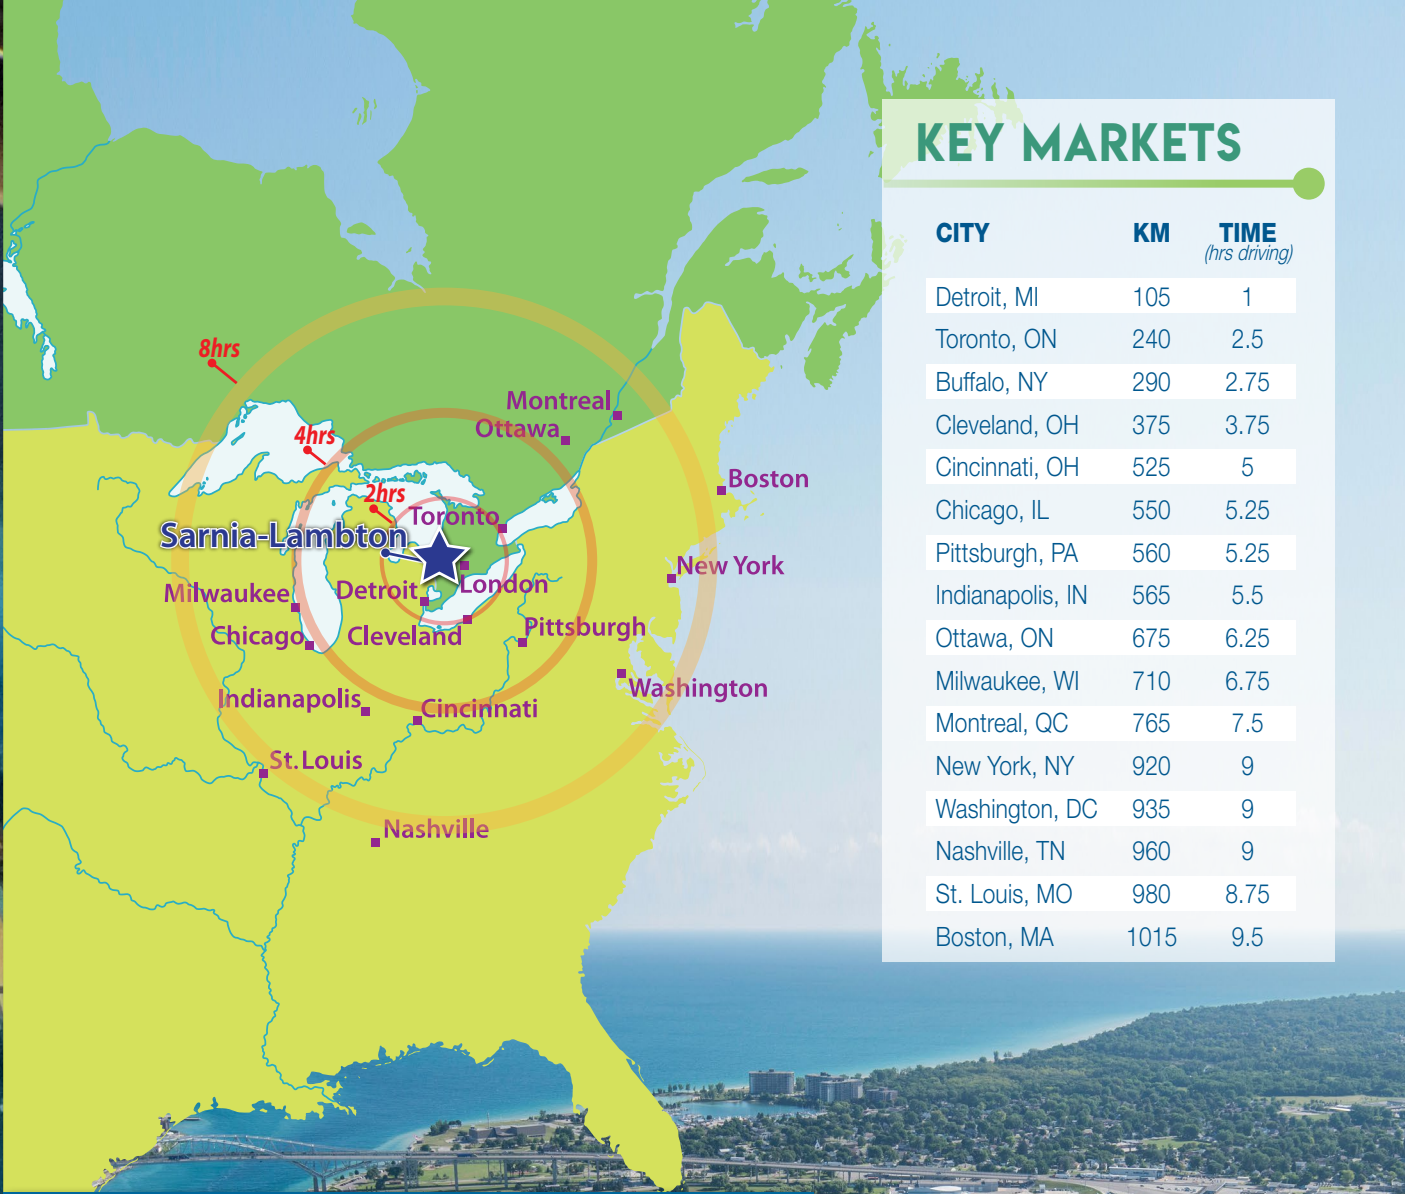 KEY MARKETS
CITY KM TIME
(hrs driving)
Detroit, MI 105 1
Toronto, ON 240 2.5
Buffalo, NY 290 2.75
Cleveland, OH 375 3.75
Cincinnati, OH 525 5
Chicago, IL 550 5.25
Pittsburgh, PA 560 5.25
Indianapolis, IN 565 5.5
Ottawa, ON 675 6.25
Milwaukee, WI 710 6.75
Montreal, QC 765 7.5
New York, NY 920 9
Washington, DC 935 9
Nashville, TN 960 9
St. Louis, MO 980 8.75
Boston, MA 1015 9.5
8hrs
4hrs
2hrs
Montreal
Ottawa
Boston
Toronto
Sarnia-Lambton
New York
London
Detroit
Milwaukee
Pittsburgh
Chicago
Cleveland
Washington
Indianapolis
Cincinnati
St. Louis
Nashville